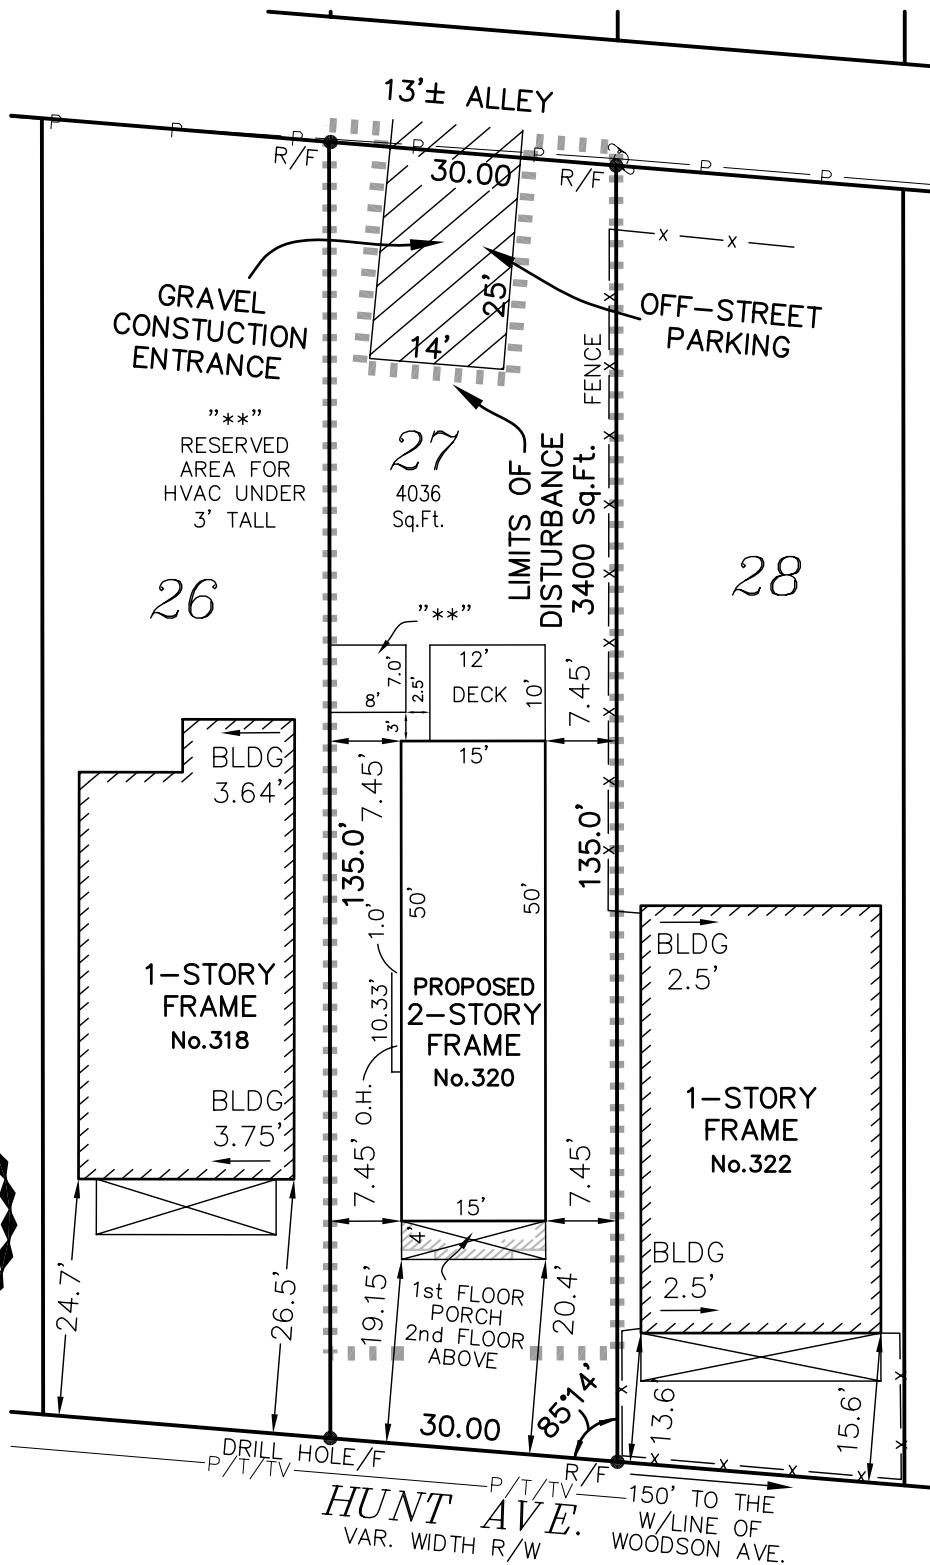 13'± ALLEY
P P P P P P P
R/F
30.00
R/F
GRAVEL
CONSTUCTION
ENTRANCE
25'
14'
OFF-STREET
PARKING
x x
FENCE
"**"
RESERVED
AREA FOR
HVAC UNDER
3' TALL
27
4036
Sq.Ft.
LIMITS OF
DISTURBANCE
3400 Sq.Ft.
26
28
"**"
7.0'
8'
2.5'
3'
12'
DECK
10'
7.45'
15'
7.45'
BLDG
3.64'
135.0'
135.0'
50'
50'
1.0'
10.33'
O.H.
1-STORY
FRAME
No.318
PROPOSED
2-STORY
FRAME
No.320
BLDG
2.5'
1-STORY
FRAME
No.322
BLDG
3.75'
7.45'
7.45'
15'
4'
BLDG
2.5'
24.7'
26.5'
19.15'
1st FLOOR
PORCH
2nd FLOOR
ABOVE
20.4'
13.6
15.6'
85°14'
30.00
DRILL HOLE/F
R/F
P/T/TV
P/T/TV
HUNT AVE.
VAR. WIDTH R/W
150' TO THE
W/LINE OF
WOODSON AVE.